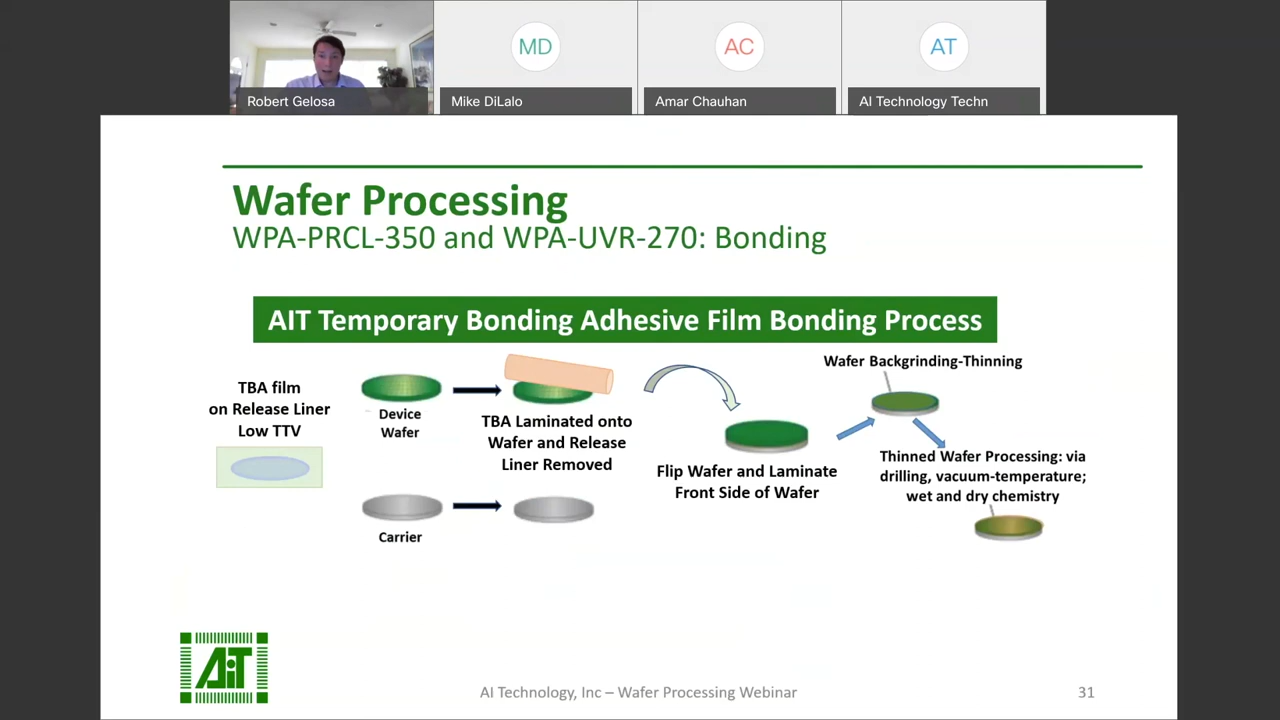 MD
AC
AT
Robert Gelosa
Mike DiLalo
Amar Chauhan
AI Technology Techn
Wafer Processing
WPA-PRCL-350 and WPA-UVR-270: Bonding
AIT Temporary Bonding Adhesive Film Bonding Process
TBA film
on Release Liner
Low TTV
Device
Wafer
Carrier
TBA Laminated onto
Wafer and Release
Liner Removed
Flip Wafer and Laminate
Front Side of Wafer
Wafer Backgrinding-Thinning
Thinned Wafer Processing: via
drilling, vacuum-temperature;
wet and dry chemistry
AiT
AI Technology, Inc – Wafer Processing Webinar
31